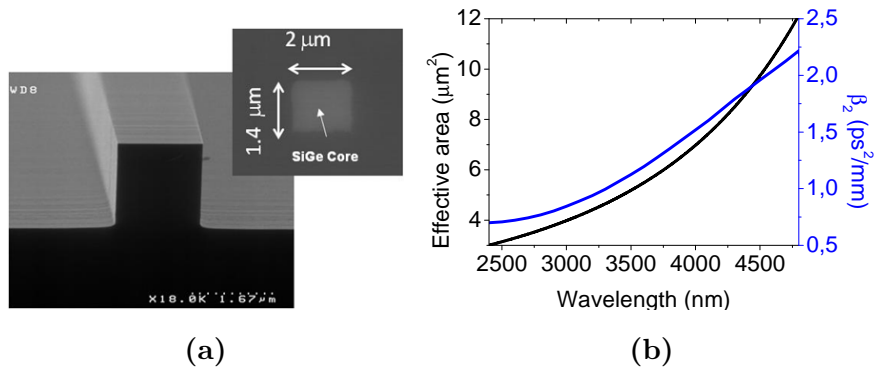 2 μm
1.4 μm
SiGe Core
WD8
X18.0K 1.67μm
(a)
Effective area (μm²)
12
10
8
6
4
2500 3000 3500 4000 4500
Wavelength (nm)
2,5
2,0
1,5
1,0
0,5
β₂ (ps²/mm)
(b)